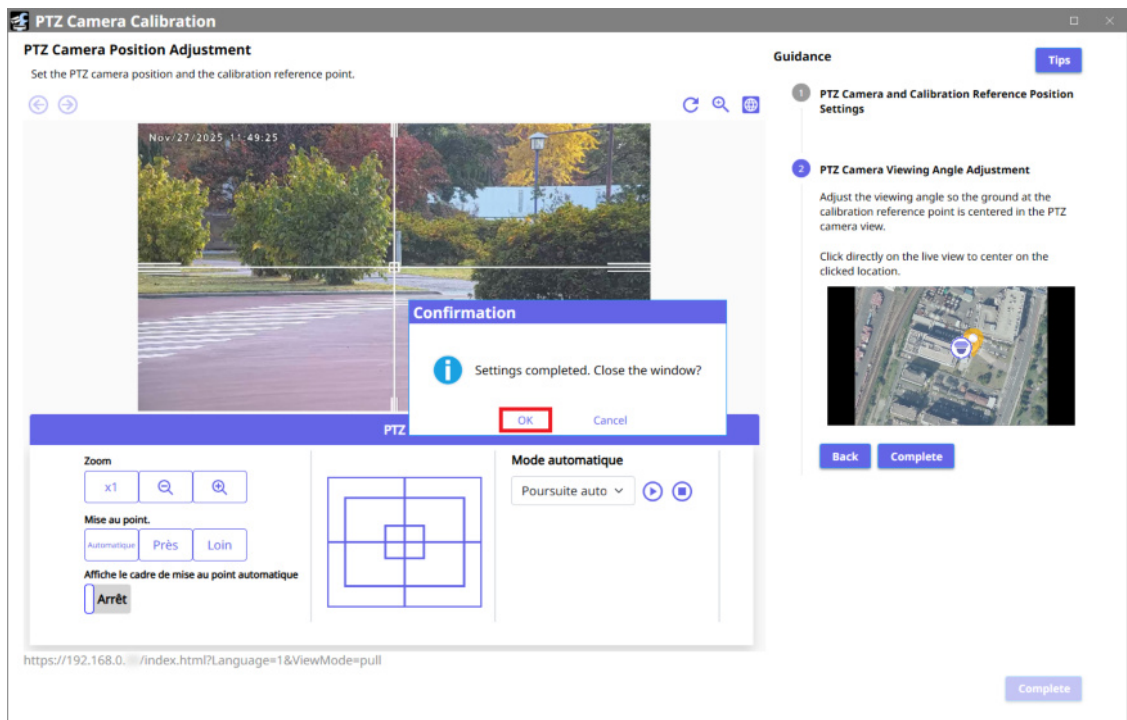 PTZ Camera Calibration
PTZ Camera Position Adjustment
Set the PTZ camera position and the calibration reference point.
Nov/27/2025 11:49:25
Confirmation
Settings completed. Close the window?
OK Cancel
PTZ
Zoom
x1
Mise au point.
Automatique Près Loin
Affiche le cadre de mise au point automatique
Arrêt
Mode automatique
Poursuite auto
https://192.168.0. /index.html?Language=1&ViewMode=pull
Guidance
Tips
1 PTZ Camera and Calibration Reference Position
Settings
2 PTZ Camera Viewing Angle Adjustment
Adjust the viewing angle so the ground at the
calibration reference point is centered in the PTZ
camera view.
Click directly on the live view to center on the
clicked location.
Back Complete
Complete